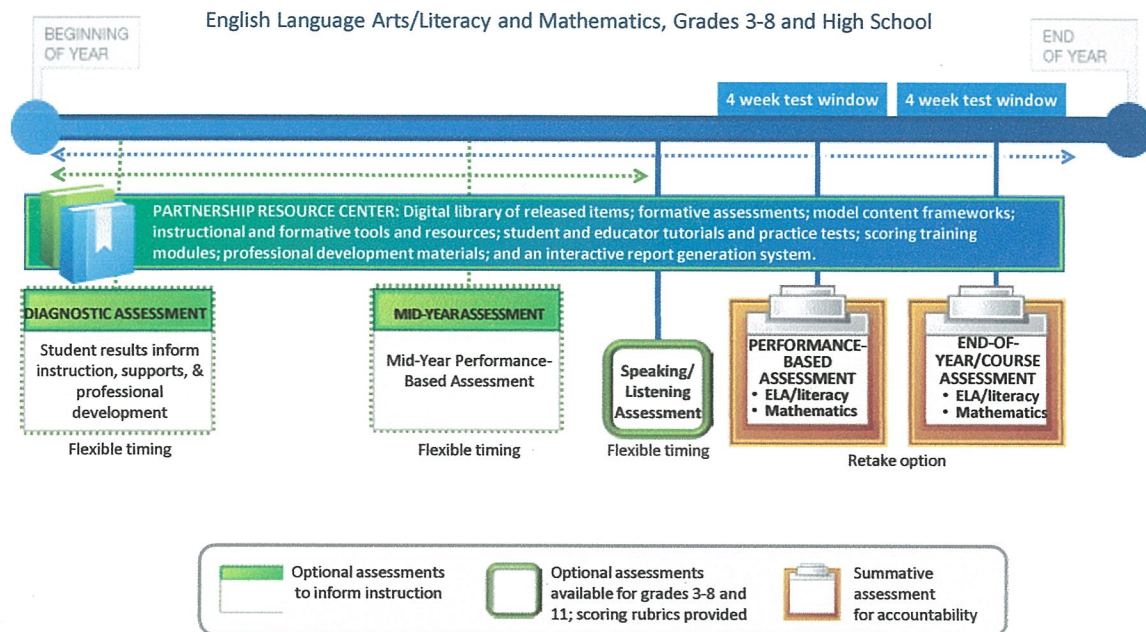 English Language Arts/Literacy and Mathematics, Grades 3-8 and High School
BEGINNING
OF YEAR
END
OF YEAR
4 week test window
4 week test window
PARTNERSHIP RESOURCE CENTER: Digital library of released items; formative assessments; model content frameworks;
instructional and formative tools and resources; student and educator tutorials and practice tests; scoring training
modules; professional development materials; and an interactive report generation system.
DIAGNOSTIC ASSESSMENT
Student results inform
instruction, supports, &
professional
development
Flexible timing
MID-YEAR ASSESSMENT
Mid-Year Performance-
Based Assessment
Flexible timing
Speaking/
Listening
Assessment
Flexible timing
PERFORMANCE-
BASED
ASSESSMENT
• ELA/literacy
• Mathematics
END-OF-
YEAR/COURSE
ASSESSMENT
• ELA/literacy
• Mathematics
Retake option
Optional assessments
to inform instruction
Optional assessments
available for grades 3-8 and
11; scoring rubrics provided
Summative
assessment
for accountability